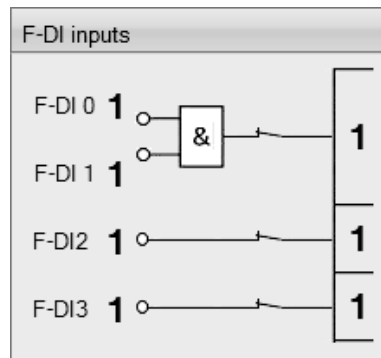 F-DI inputs
F-DI 0 1
& 1
F-DI 1 1
F-DI2 1 1
F-DI3 1 1